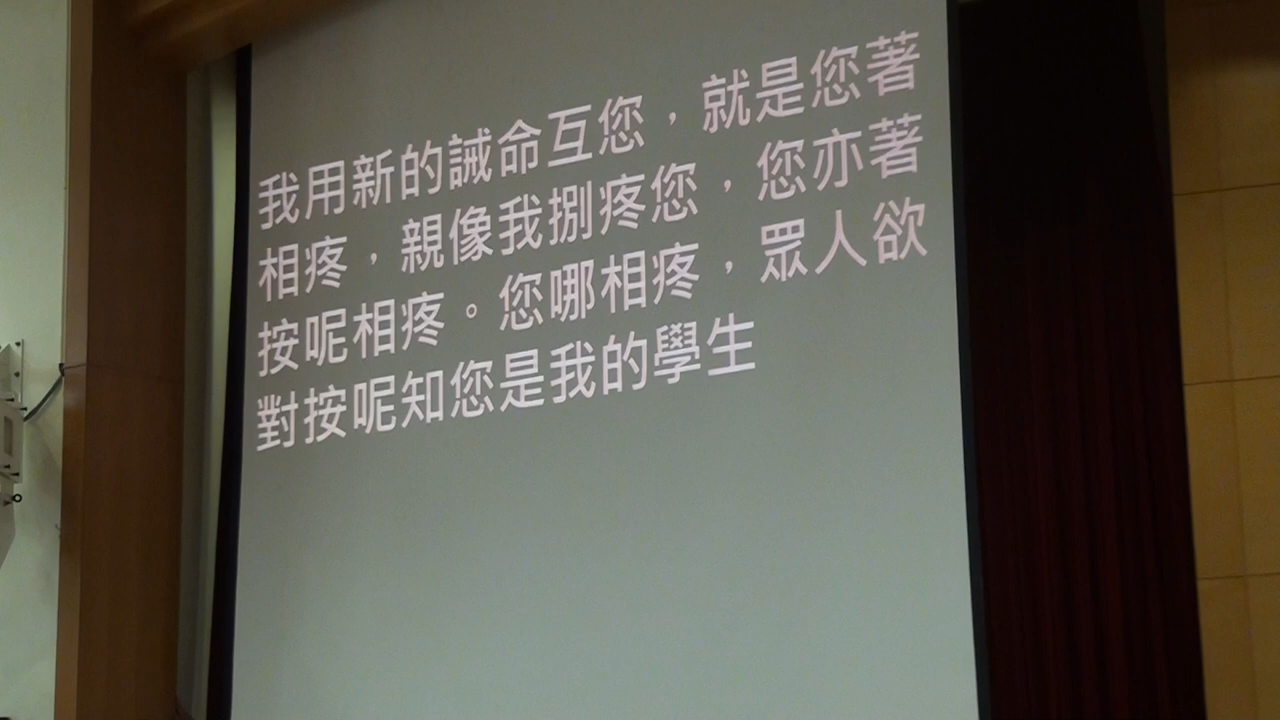 我用新的誡命互您，就是您著
相疼，親像我捌疼您，您亦著
按呢相疼。您哪相疼，眾人欲
對按呢知您是我的學生